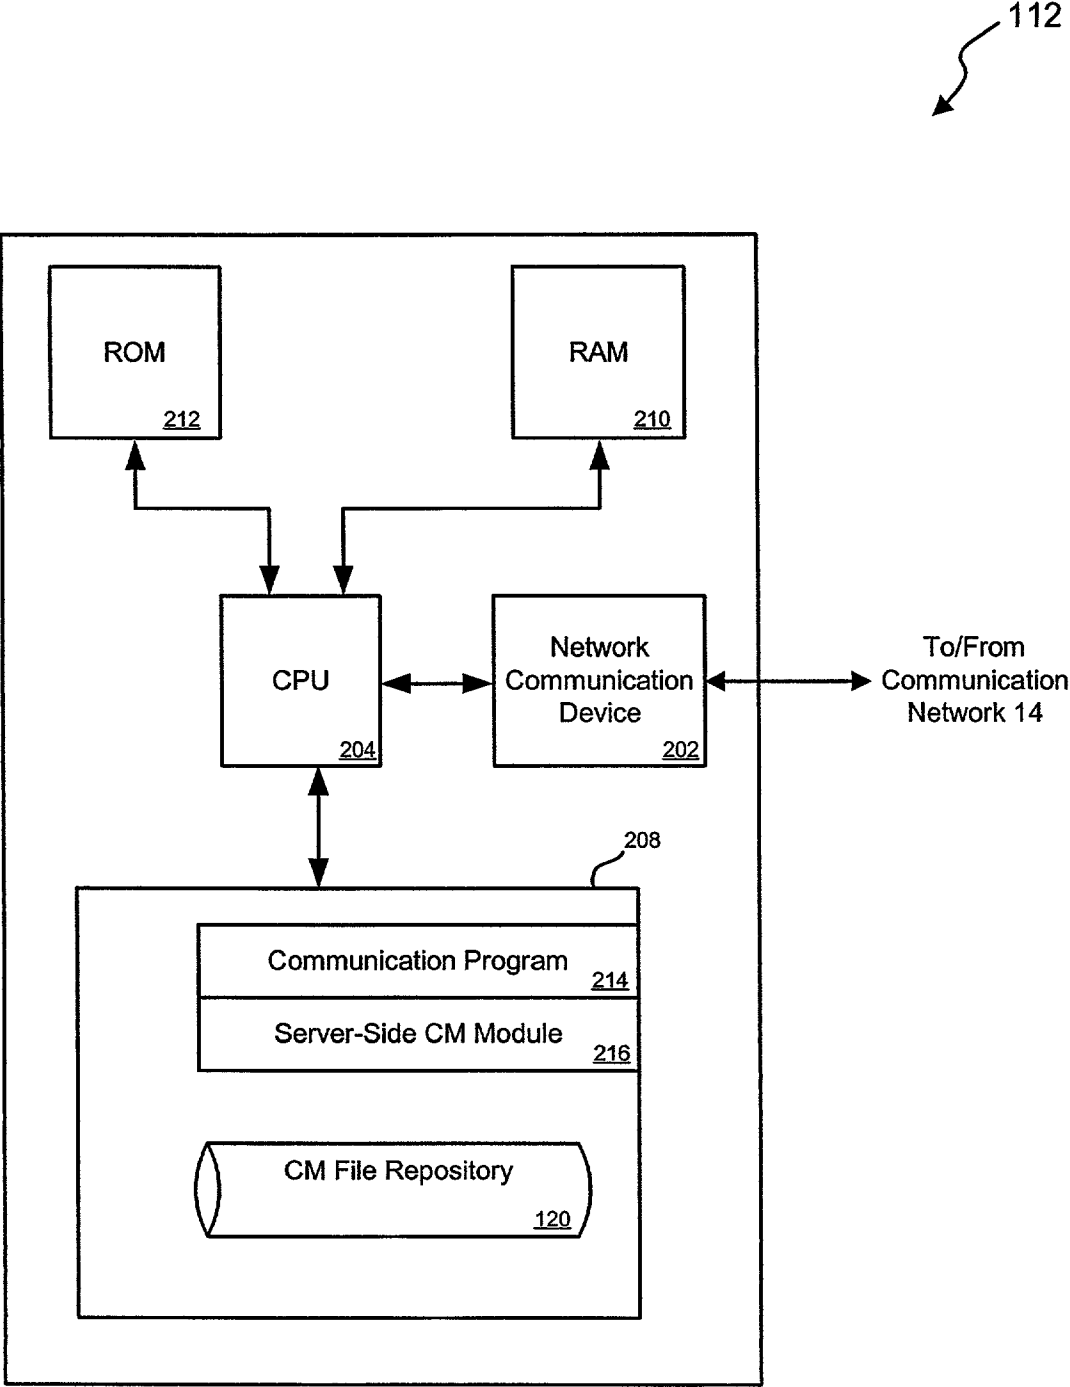 112
ROM
212
RAM
210
CPU
204
Network
Communication
Device
202
To/From
Communication
Network 14
208
Communication Program
214
Server-Side CM Module
216
CM File Repository
120